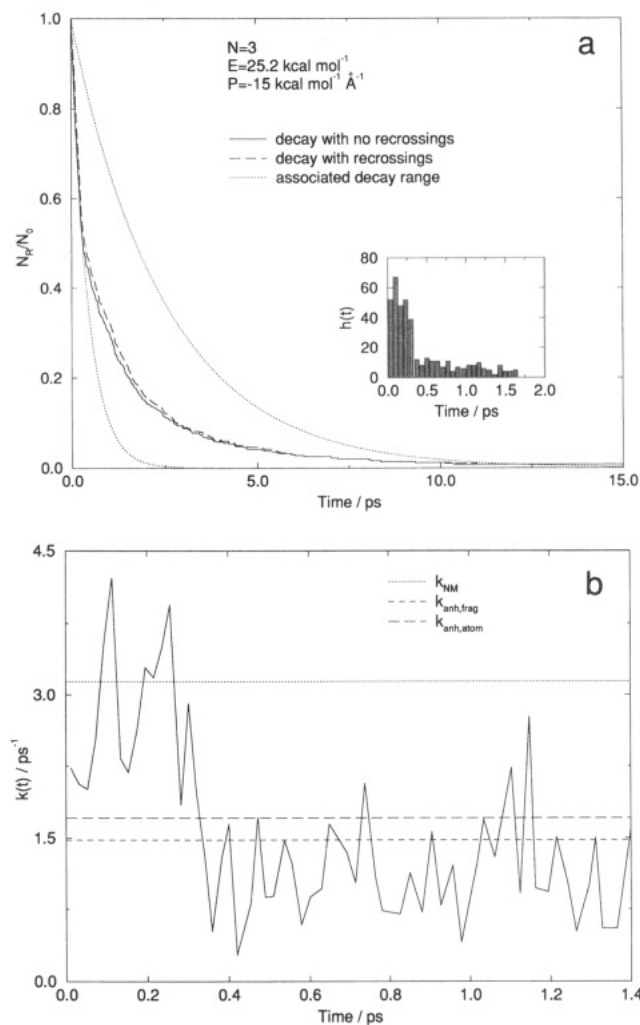 a
N=3
E=25.2 kcal mol⁻¹
P=-15 kcal mol⁻¹ Å⁻¹
decay with no recrossings
decay with recrossings
associated decay range
1.0
0.8
0.6
0.4
0.2
0.0
N_R/N_0
80
60
40
20
0
h(t)
0.0 0.5 1.0 1.5 2.0
Time / ps
0.0 5.0 10.0 15.0
Time / ps
b
k_NM
k_anh,frag
k_anh,atom
4.5
3.0
1.5
0.0
k(t) / ps⁻¹
0.0 0.2 0.4 0.6 0.8 1.0 1.2 1.4
Time / ps